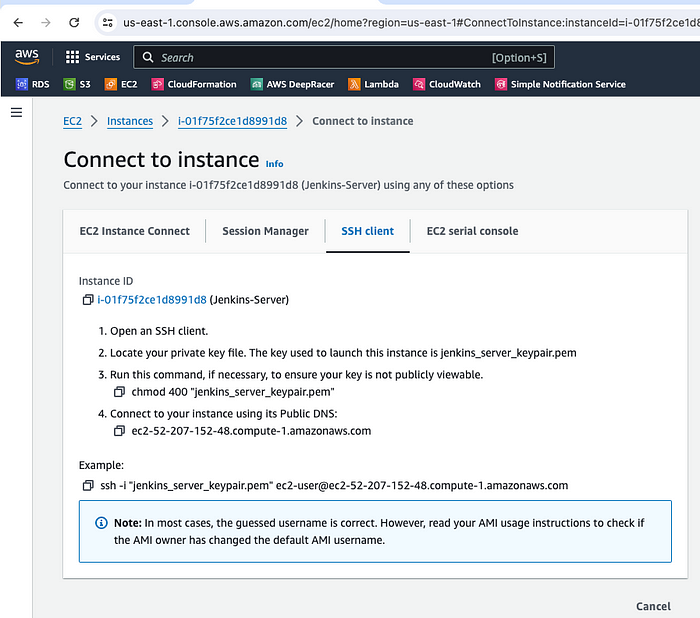 us-east-1.console.aws.amazon.com/ec2/home?region=us-east-1#ConnectToInstance:instanceId=i-01f75f2ce1d8
aws
Services
Search
[Option+S]
RDS
S3
EC2
CloudFormation
AWS DeepRacer
Lambda
CloudWatch
Simple Notification Service
EC2 > Instances > i-01f75f2ce1d8991d8 > Connect to instance
Connect to instance Info
Connect to your instance i-01f75f2ce1d8991d8 (Jenkins-Server) using any of these options
EC2 Instance Connect
Session Manager
SSH client
EC2 serial console
Instance ID
i-01f75f2ce1d8991d8 (Jenkins-Server)
1. Open an SSH client.
2. Locate your private key file. The key used to launch this instance is jenkins_server_keypair.pem
3. Run this command, if necessary, to ensure your key is not publicly viewable.
chmod 400 "jenkins_server_keypair.pem"
4. Connect to your instance using its Public DNS:
ec2-52-207-152-48.compute-1.amazonaws.com
Example:
ssh -i "jenkins_server_keypair.pem" ec2-user@ec2-52-207-152-48.compute-1.amazonaws.com
Note: In most cases, the guessed username is correct. However, read your AMI usage instructions to check if
the AMI owner has changed the default AMI username.
Cancel